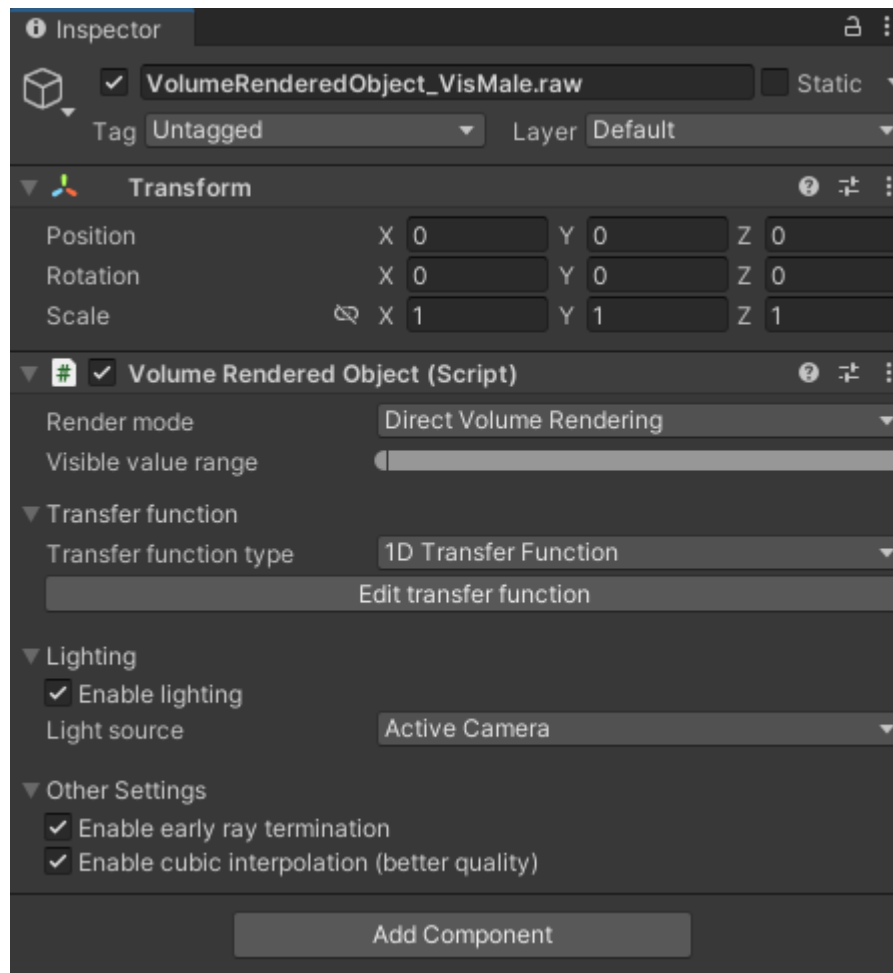 Inspector
VolumeRenderedObject_VisMale.raw Static
Tag Untagged Layer Default
Transform
Position X 0 Y 0 Z 0
Rotation X 0 Y 0 Z 0
Scale X 1 Y 1 Z 1
# Volume Rendered Object (Script)
Render mode Direct Volume Rendering
Visible value range
Transfer function
Transfer function type 1D Transfer Function
Edit transfer function
Lighting
Enable lighting
Light source Active Camera
Other Settings
Enable early ray termination
Enable cubic interpolation (better quality)
Add Component